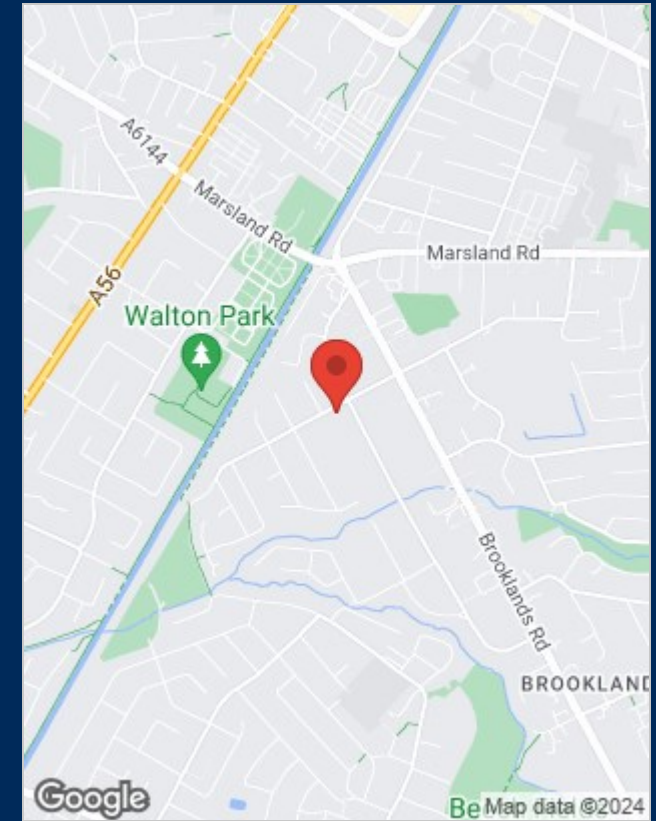 A6144
Marsland Rd
Marsland Rd
A56
Walton Park
Brooklands Rd
BROOKLAND
Google
Map data ©2024